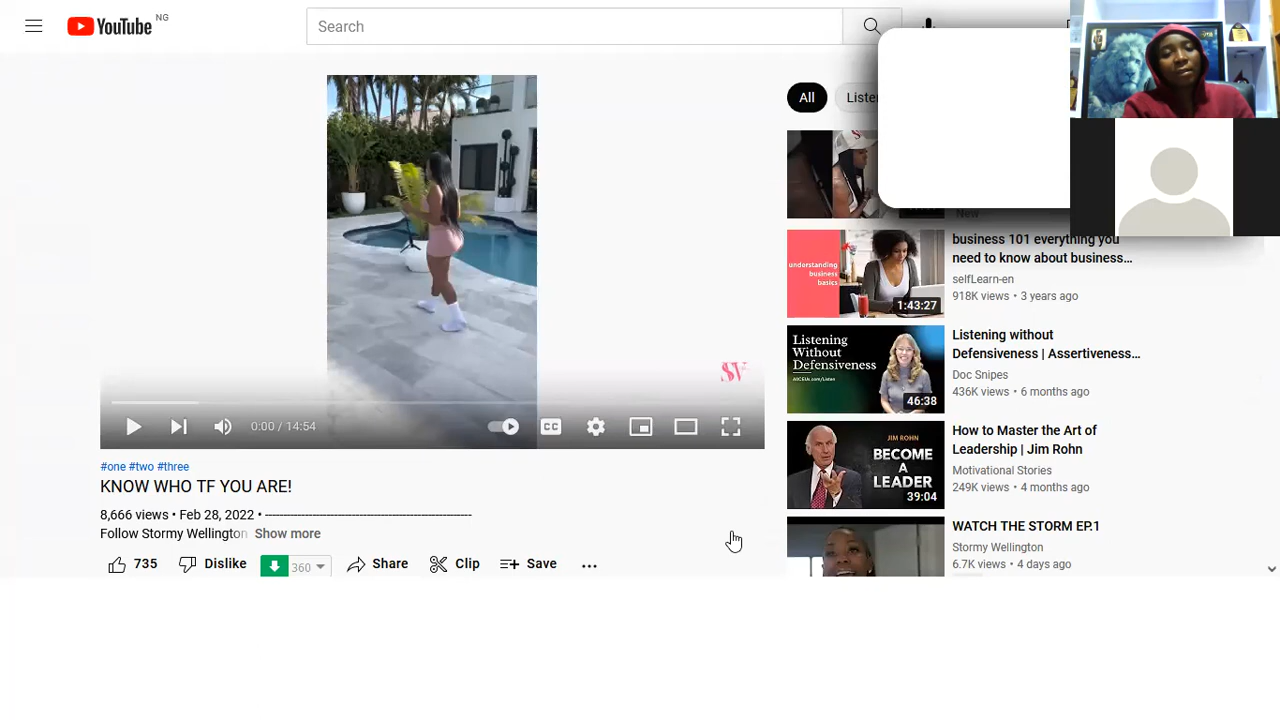 YouTube NG
Search
All
Liste
SV
0:00 / 14:54
CC
#one #two #three
KNOW WHO TF YOU ARE!
8,666 views • Feb 28, 2022 • ----------------------------------------------------
Follow Stormy Wellington Show more
735
Dislike
360
Share
Clip
Save
New
understanding
business
basics
1:43:27
business 101 everything you
need to know about business…
selfLearn-en
918K views • 3 years ago
Listening
Without
Defensiveness
46:38
Listening without
Defensiveness | Assertiveness…
Doc Snipes
436K views • 6 months ago
JIM ROHN
BECOME
A
LEADER
39:04
How to Master the Art of
Leadership | Jim Rohn
Motivational Stories
249K views • 4 months ago
WATCH THE STORM EP.1
Stormy Wellington
6.7K views • 4 days ago